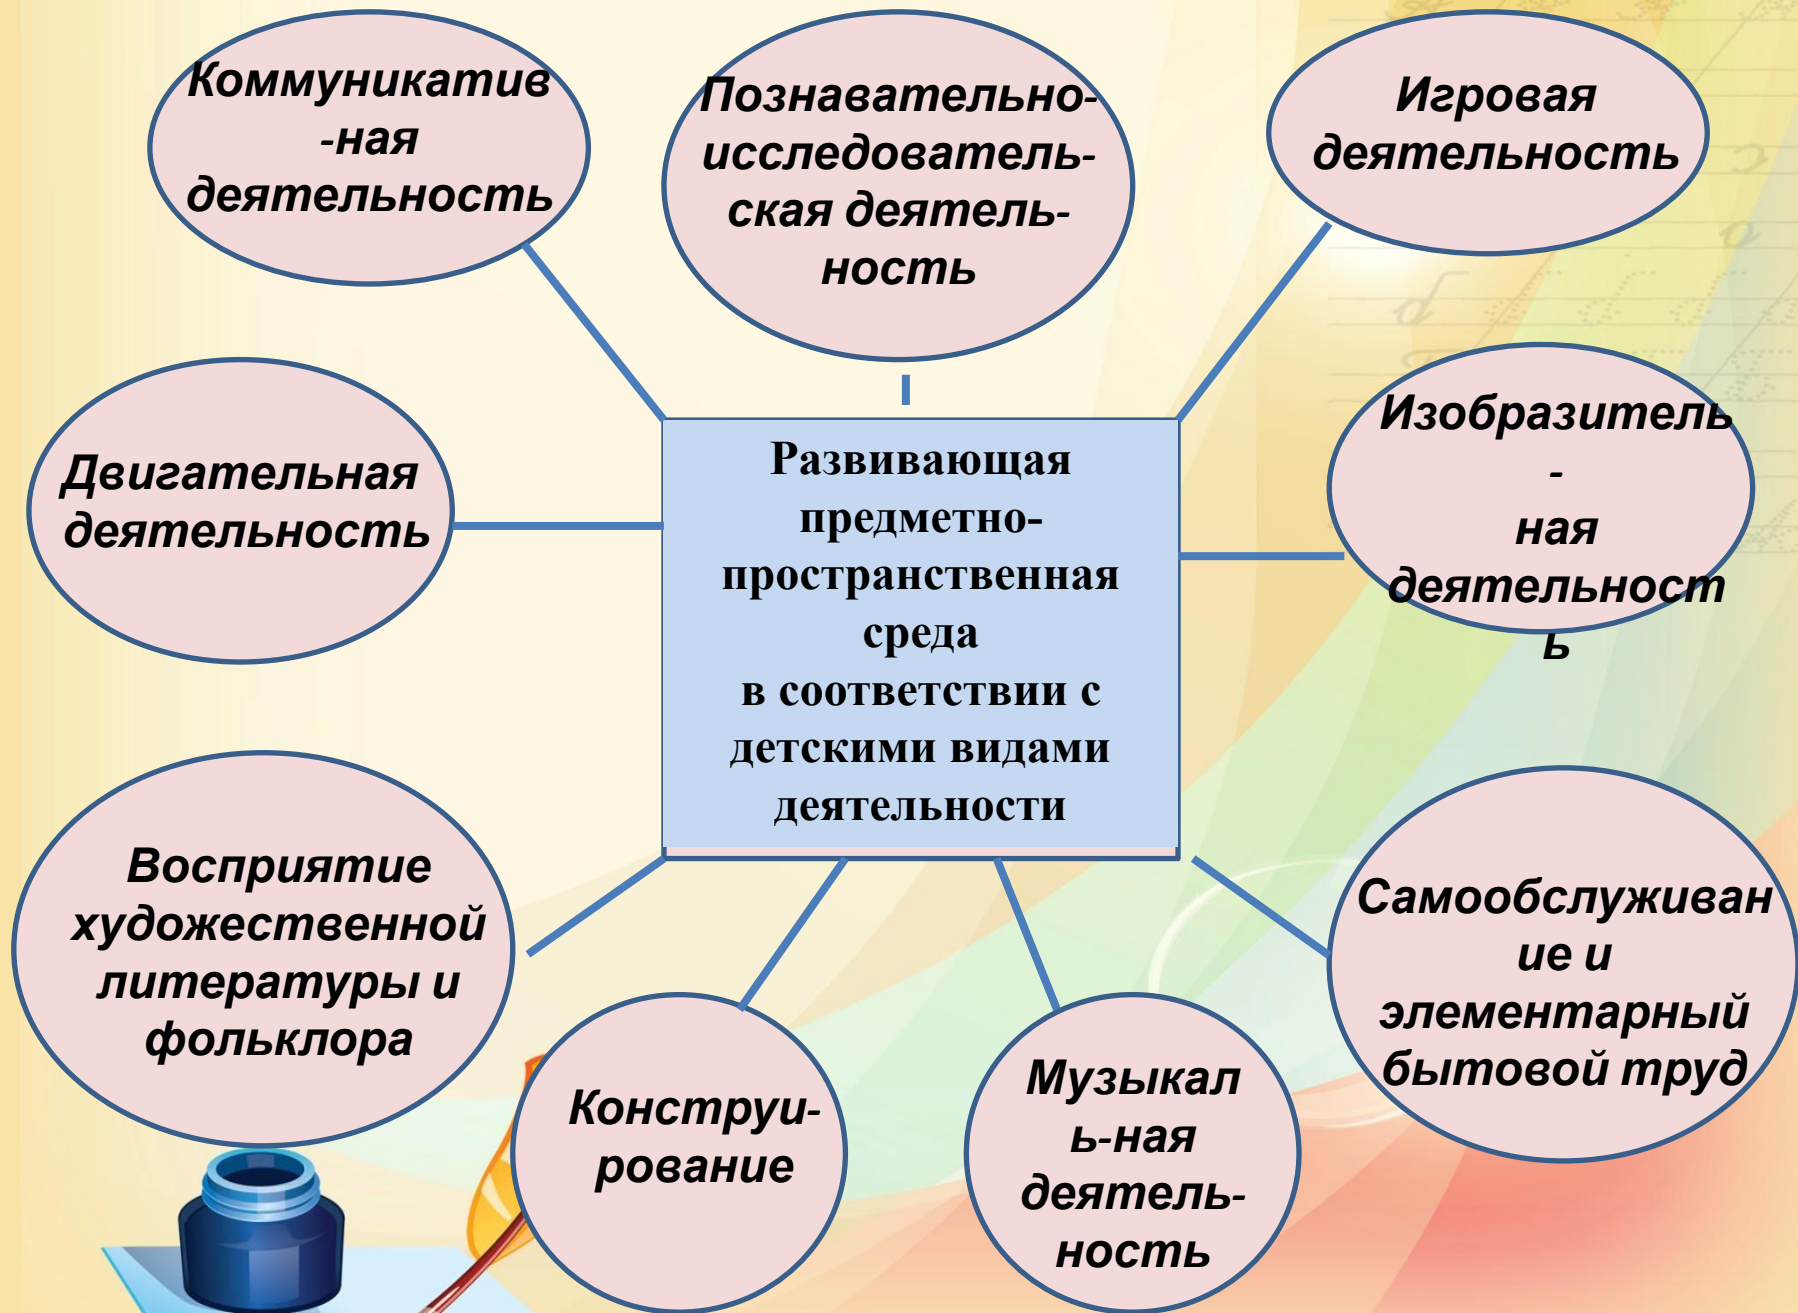 Коммуникатив
-ная
деятельность
Познавательно-
исследователь-
ская деятель-
ность
Игровая
деятельность
Двигательная
деятельность
Развивающая
предметно-
пространственная
среда
в соответствии с
детскими видами
деятельности
Изобразитель
-
ная
деятельност
ь
Восприятие
художественной
литературы и
фольклора
Конструи-
рование
Музыкал
ь-ная
деятель-
ность
Самообслуживан
ие и
элементарный
бытовой труд